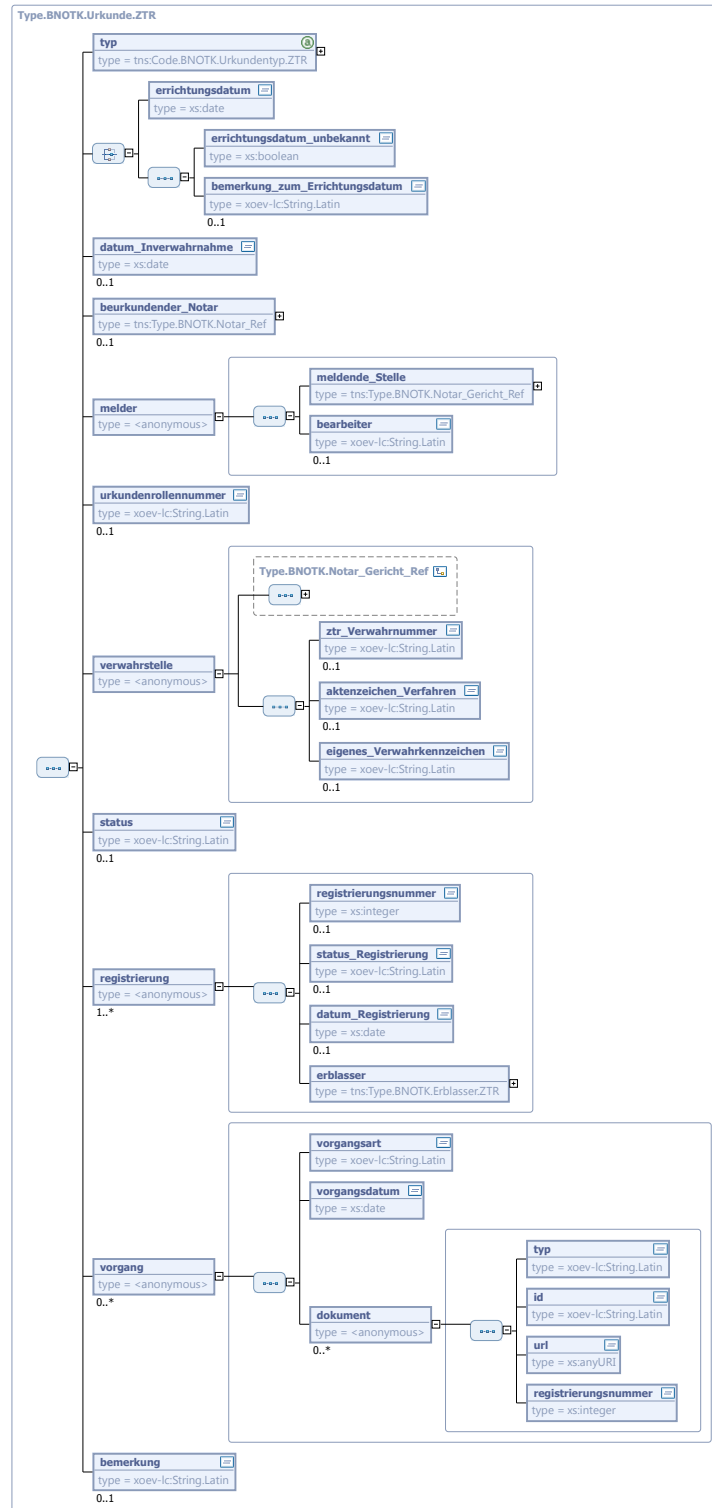 Type.BNOTK.Urkunde.ZTR
typ
type = tns:Code.BNOTK.Urkundentyp.ZTR
errichtungsdatum
type = xs:date
errichtungsdatum_unbekannt
type = xs:boolean
bemerkung_zum_Errichtungsdatum
type = xoev-lc:String.Latin
0..1
datum_Inverwahrnahme
type = xs:date
0..1
beurkundender_Notar
type = tns:Type.BNOTK.Notar_Ref
0..1
melder
type = <anonymous>
meldende_Stelle
type = tns:Type.BNOTK.Notar_Gericht_Ref
bearbeiter
type = xoev-lc:String.Latin
0..1
urkundenrollennummer
type = xoev-lc:String.Latin
0..1
verwahrstelle
type = <anonymous>
Type.BNOTK.Notar_Gericht_Ref
ztr_Verwahrnummer
type = xoev-lc:String.Latin
0..1
aktenzeichen_Verfahren
type = xoev-lc:String.Latin
0..1
eigenes_Verwahrkennzeichen
type = xoev-lc:String.Latin
0..1
status
type = xoev-lc:String.Latin
0..1
registrierung
type = <anonymous>
1..*
registrierungsnummer
type = xs:integer
0..1
status_Registrierung
type = xoev-lc:String.Latin
0..1
datum_Registrierung
type = xs:date
0..1
erblasser
type = tns:Type.BNOTK.Erblasser.ZTR
vorgang
type = <anonymous>
0..*
vorgangsart
type = xoev-lc:String.Latin
vorgangsdatum
type = xs:date
dokument
type = <anonymous>
0..*
typ
type = xoev-lc:String.Latin
id
type = xoev-lc:String.Latin
url
type = xs:anyURI
registrierungsnummer
type = xs:integer
bemerkung
type = xoev-lc:String.Latin
0..1